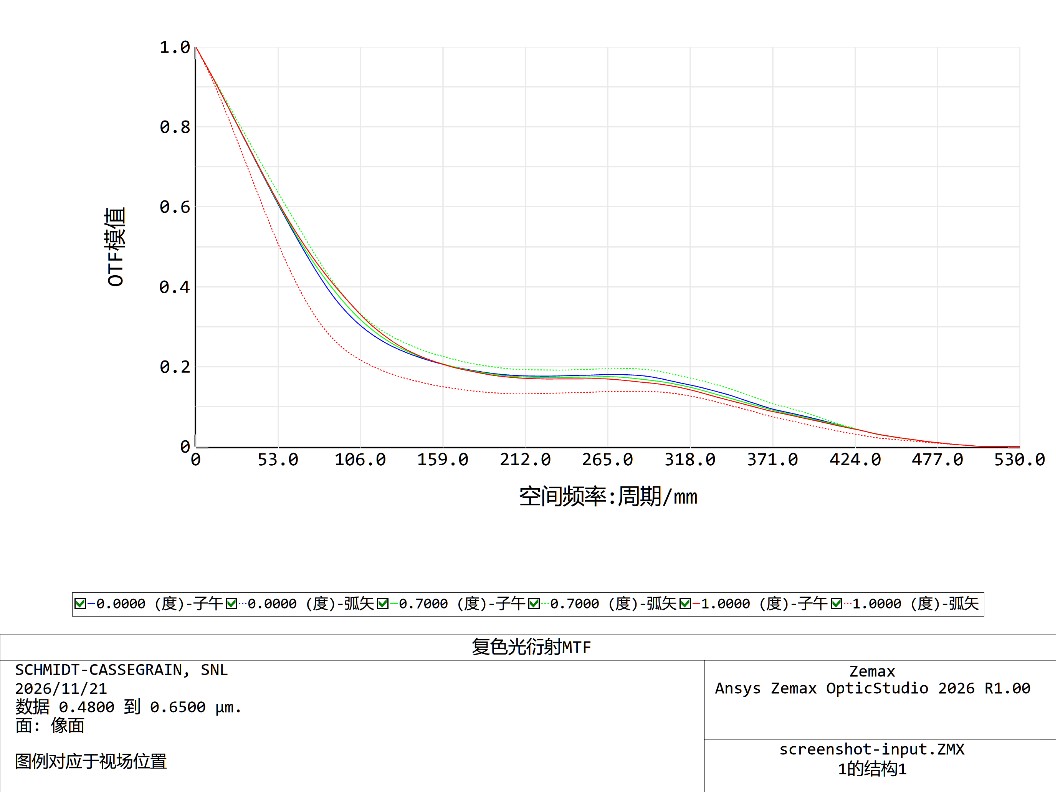 1.0
0.8
0.6
0.4
0.2
0
0 53.0 106.0 159.0 212.0 265.0 318.0 371.0 424.0 477.0 530.0
OTF模值
空间频率:周期/mm
0.0000 (度)-子午 0.0000 (度)-弧矢 0.7000 (度)-子午 0.7000 (度)-弧矢 1.0000 (度)-子午 1.0000 (度)-弧矢
复色光衍射MTF
SCHMIDT-CASSEGRAIN, SNL
2026/11/21
数据 0.4800 到 0.6500 µm.
面: 像面
图例对应于视场位置
Zemax
Ansys Zemax OpticStudio 2026 R1.00
screenshot-input.ZMX
1的结构1